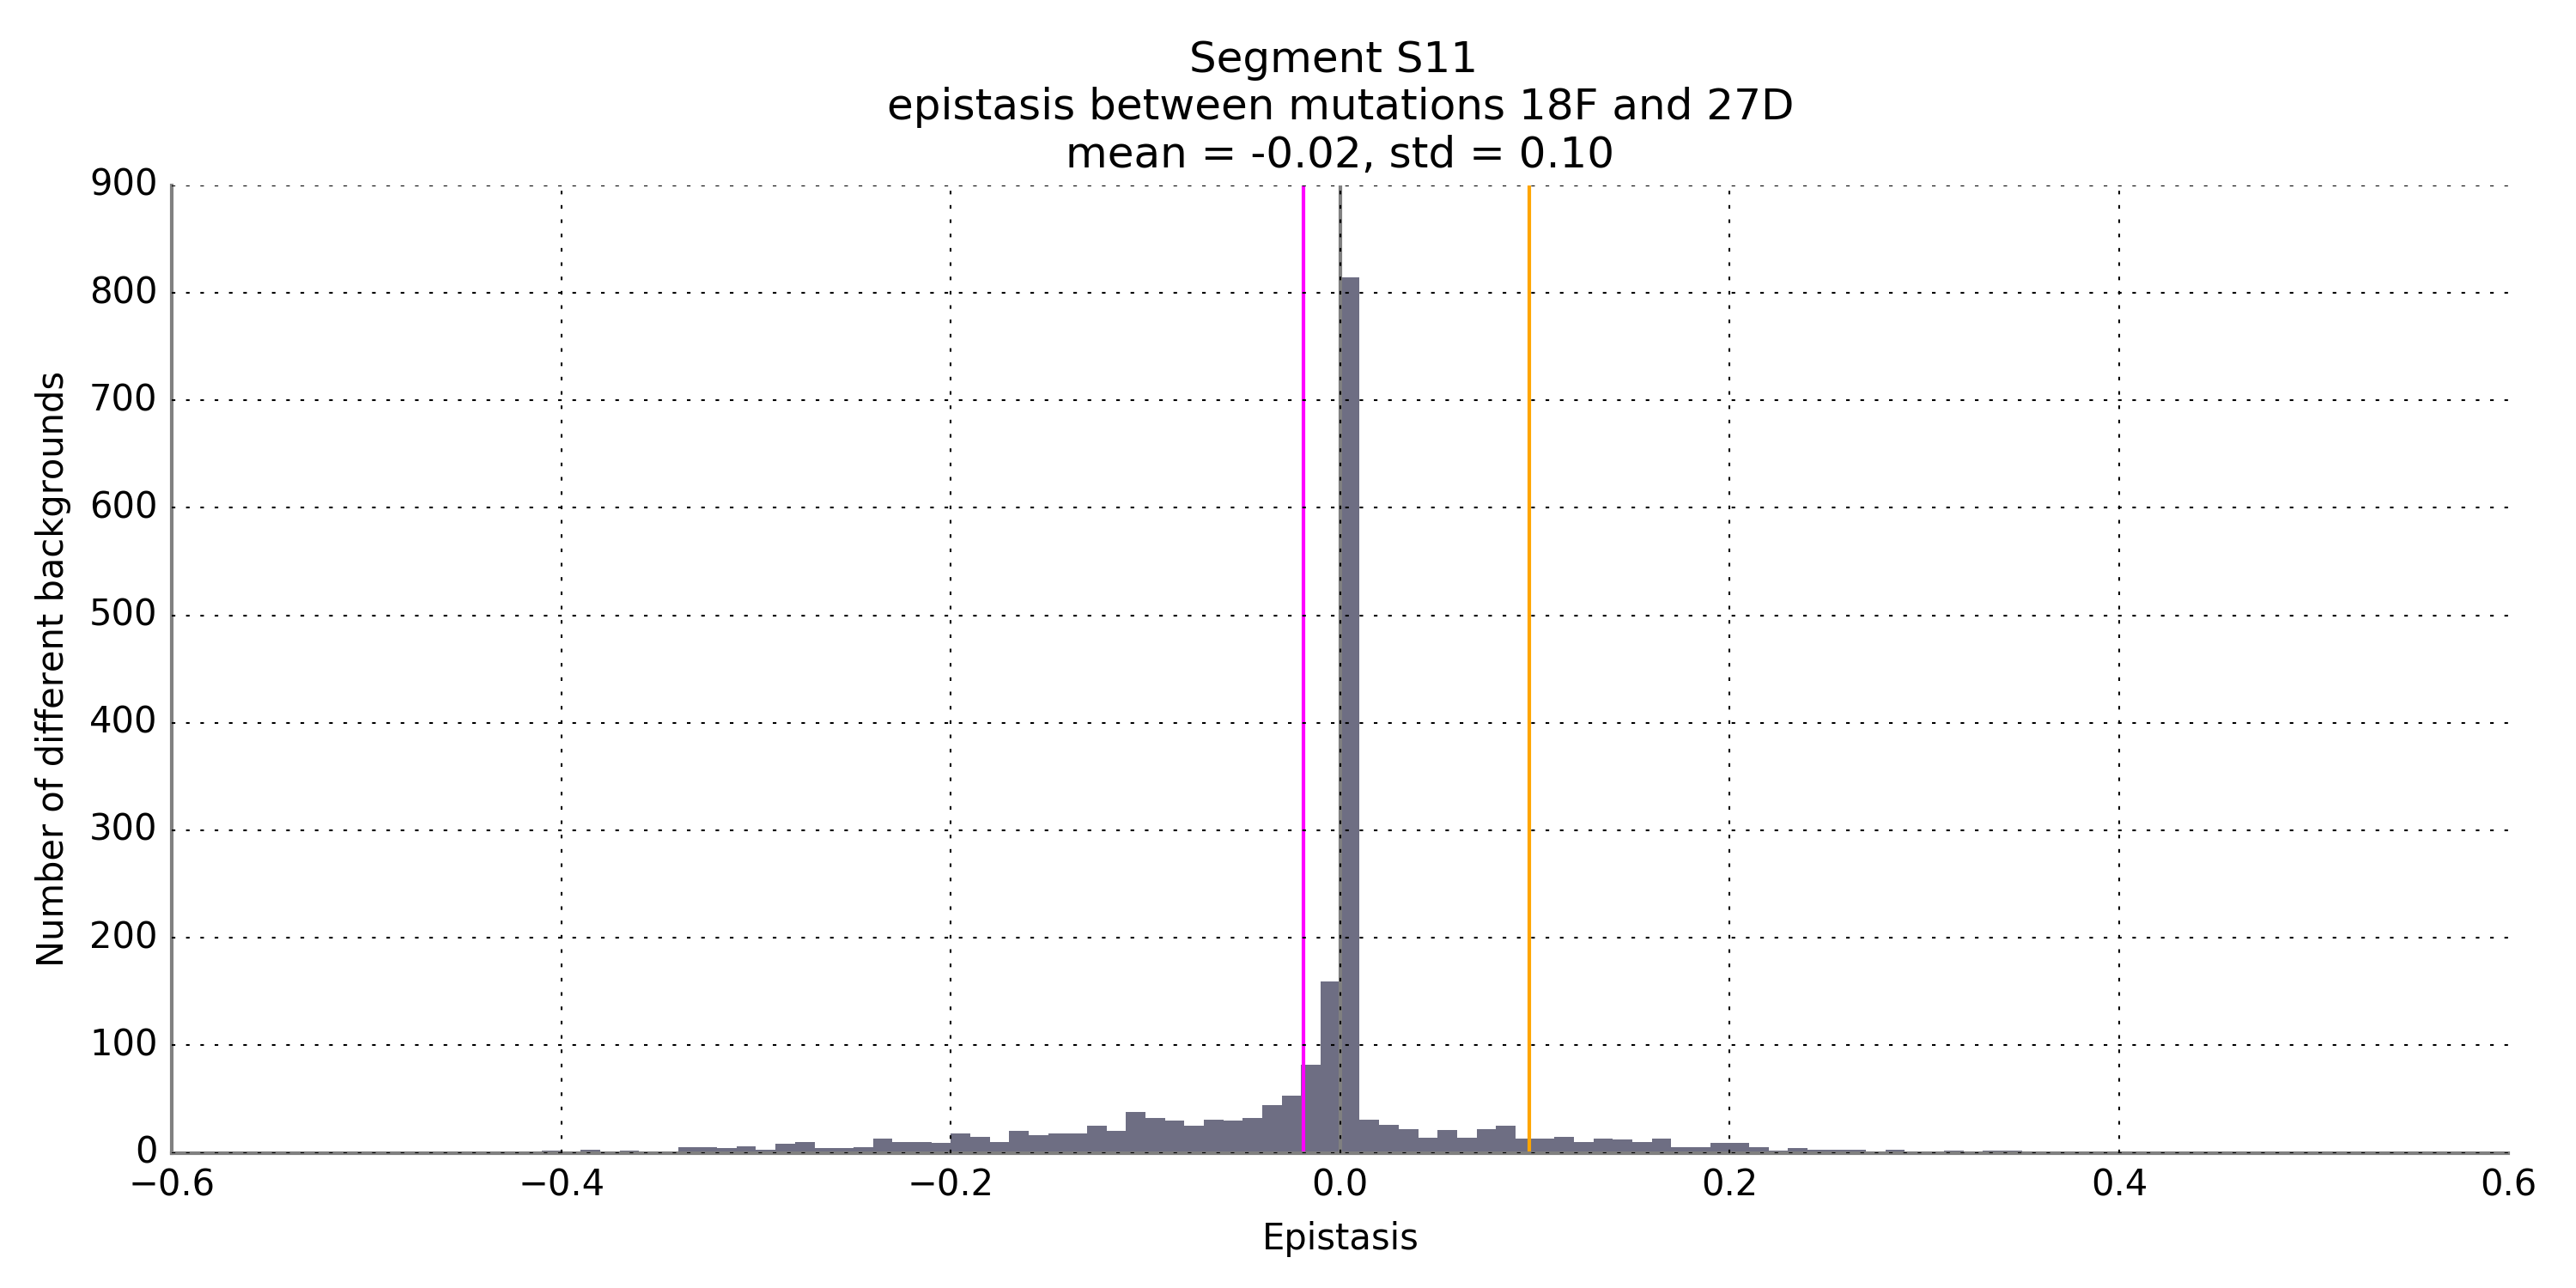 Segment S11
epistasis between mutations 18F and 27D
mean = -0.02, std = 0.10
900
800
700
600
500
400
300
200
100
0
Number of different backgrounds
−0.6 −0.4 −0.2 0.0 0.2 0.4 0.6
Epistasis